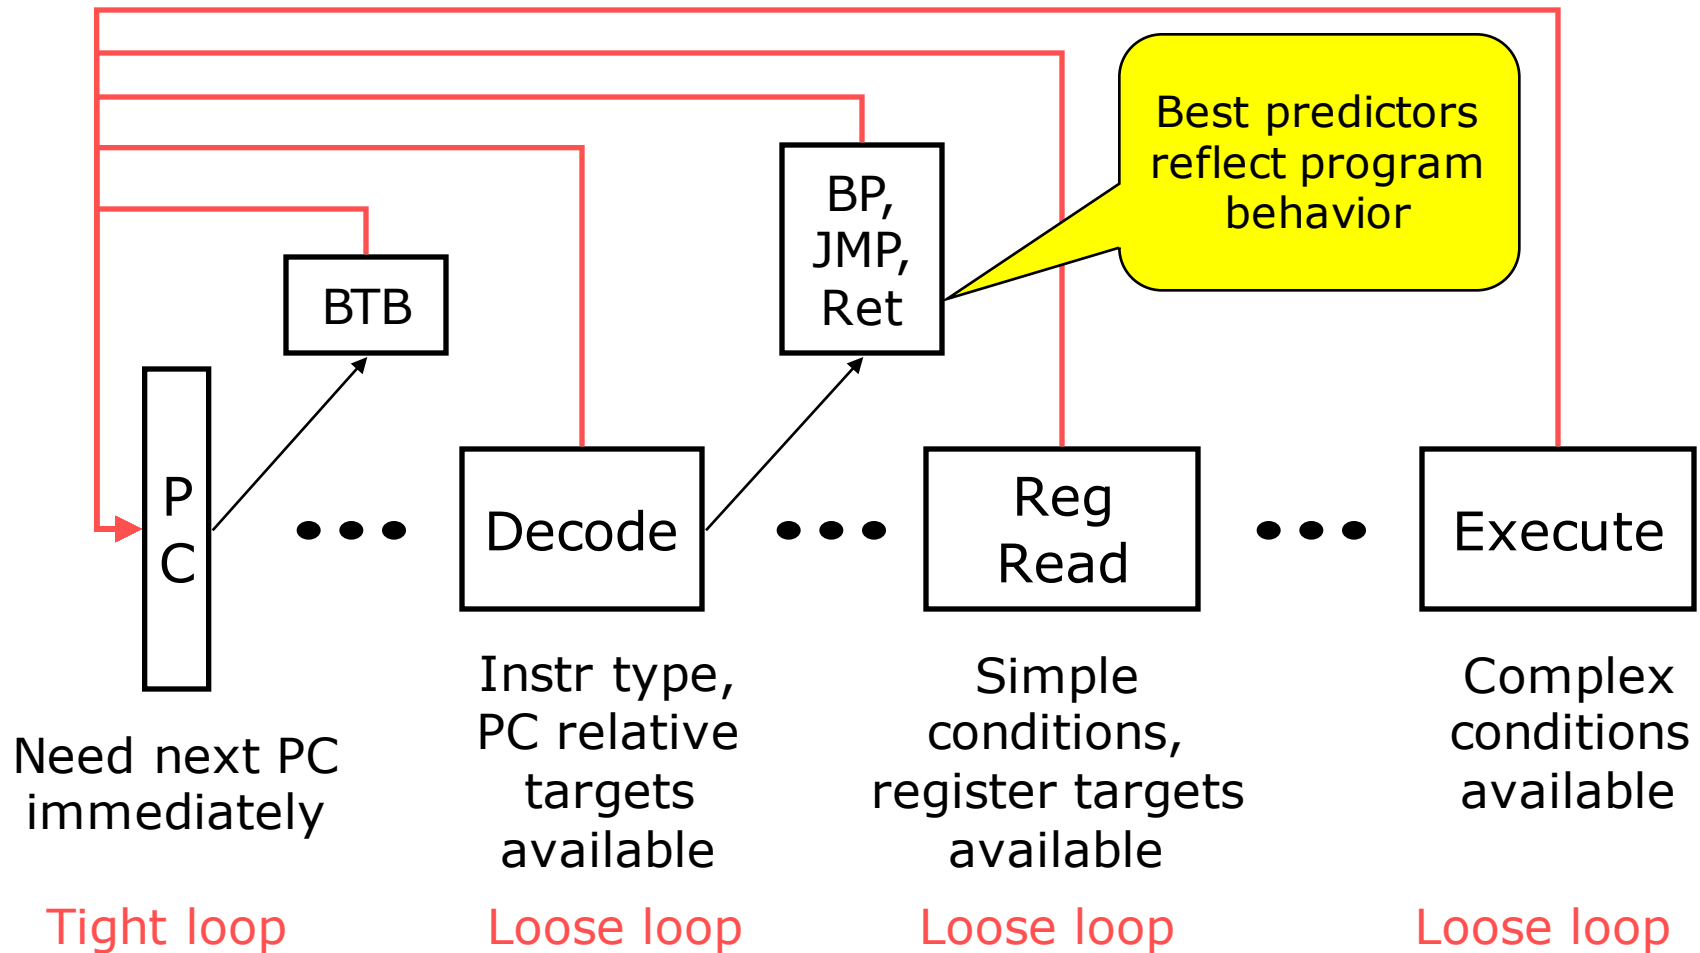 Best predictors
reflect program
behavior
BP,
JMP,
Ret
BTB
P
C
Decode
Reg
Read
Execute
Need next PC
immediately
Instr type,
PC relative
targets
available
Simple
conditions,
register targets
available
Complex
conditions
available
Tight loop
Loose loop
Loose loop
Loose loop